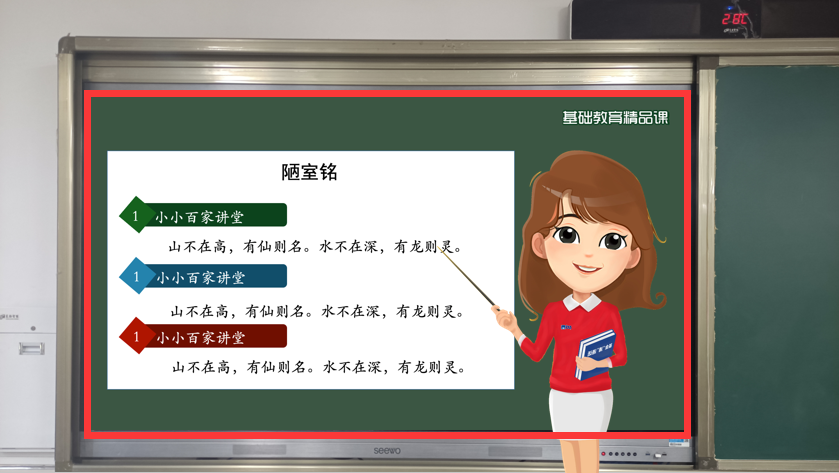 28C
基础教育精品课
陋室铭
1 小小百家讲堂
山不在高，有仙则名。水不在深，有龙则灵。
1 小小百家讲堂
山不在高，有仙则名。水不在深，有龙则灵。
1 小小百家讲堂
山不在高，有仙则名。水不在深，有龙则灵。
seewo